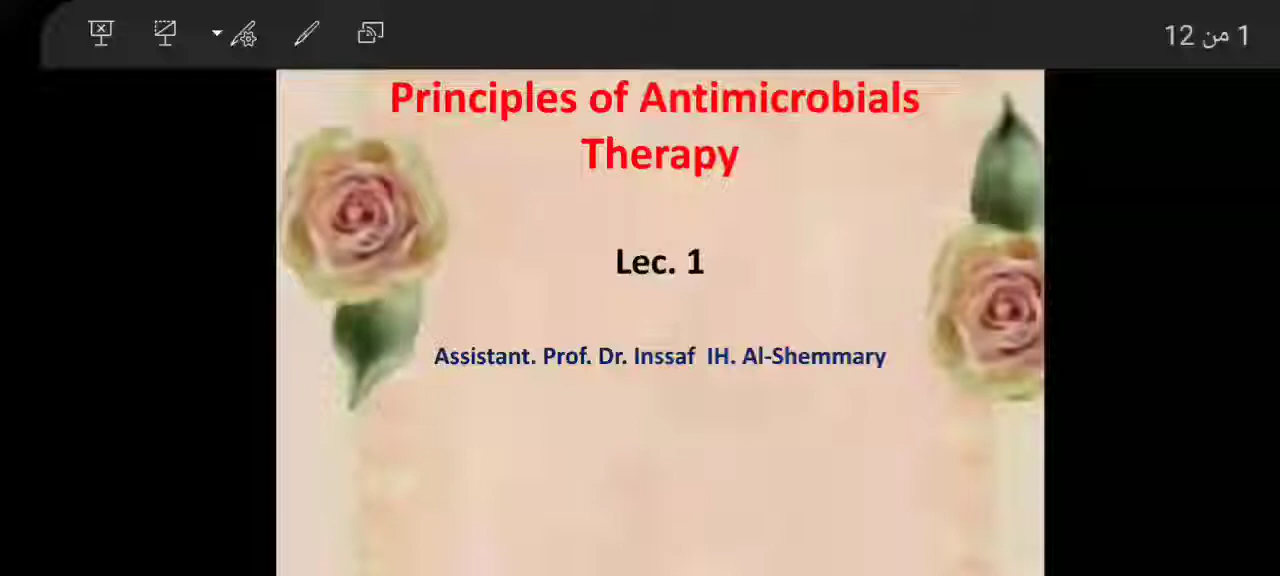 1 من 12
Principles of Antimicrobials
Therapy
Lec. 1
Assistant. Prof. Dr. Inssaf IH. Al-Shemmary